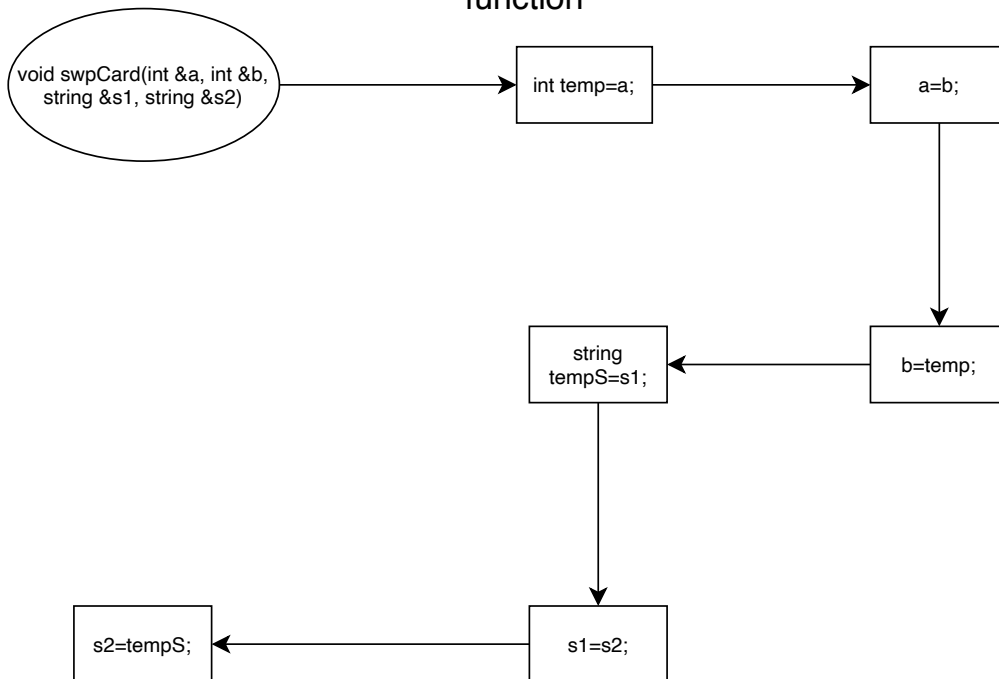 function
void swpCard(int &a, int &b,
string &s1, string &s2)
int temp=a;
a=b;
b=temp;
string
tempS=s1;
s1=s2;
s2=tempS;